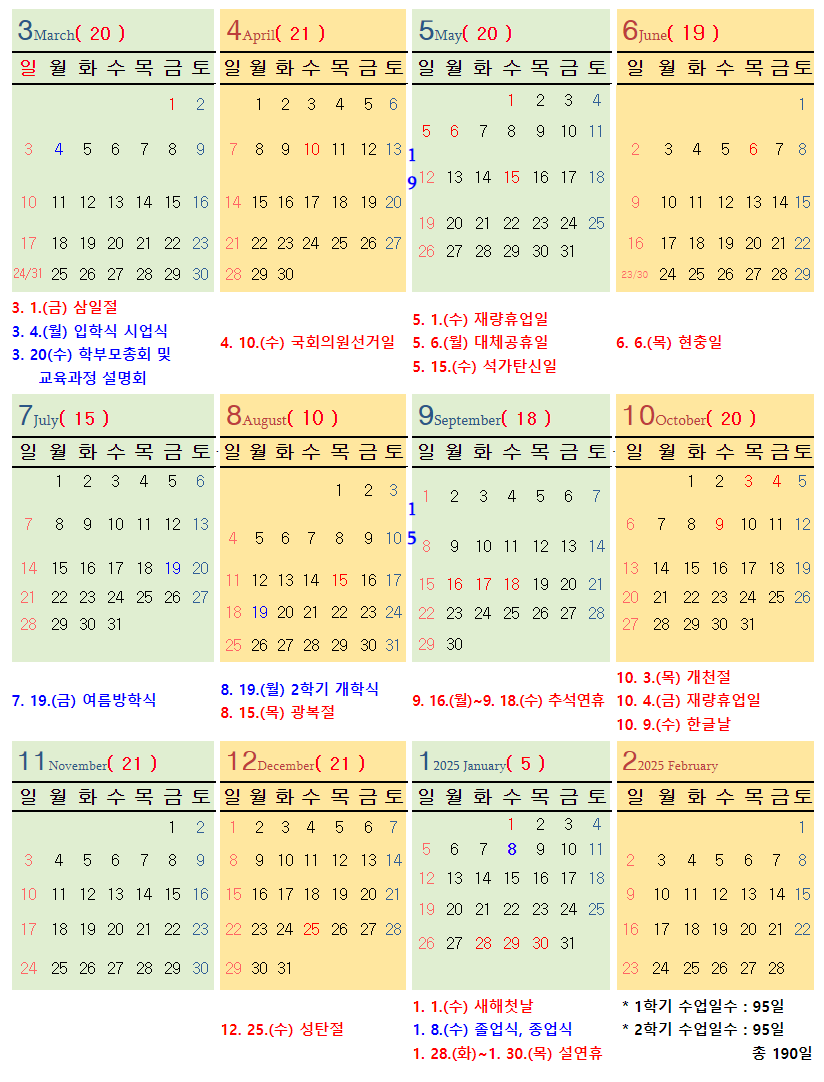 3March( 20 )
일 월 화 수 목 금 토
1 2
3 4 5 6 7 8 9
10 11 12 13 14 15 16
17 18 19 20 21 22 23
24/31 25 26 27 28 29 30
3. 1.(금) 삼일절
3. 4.(월) 입학식 시업식
3. 20(수) 학부모총회 및
교육과정 설명회
4April( 21 )
일 월 화 수 목 금 토
1 2 3 4 5 6
7 8 9 10 11 12 13
14 15 16 17 18 19 20
21 22 23 24 25 26 27
28 29 30
4. 10.(수) 국회의원선거일
1
9
5May( 20 )
일 월 화 수 목 금 토
1 2 3 4
5 6 7 8 9 10 11
12 13 14 15 16 17 18
19 20 21 22 23 24 25
26 27 28 29 30 31
5. 1.(수) 재량휴업일
5. 6.(월) 대체공휴일
5. 15.(수) 석가탄신일
6June( 19 )
일 월 화 수 목 금 토
1
2 3 4 5 6 7 8
9 10 11 12 13 14 15
16 17 18 19 20 21 22
23/30 24 25 26 27 28 29
6. 6.(목) 현충일
7July( 15 )
일 월 화 수 목 금 토
1 2 3 4 5 6
7 8 9 10 11 12 13
14 15 16 17 18 19 20
21 22 23 24 25 26 27
28 29 30 31
7. 19.(금) 여름방학식
8August( 10 )
일 월 화 수 목 금 토
1 2 3
4 5 6 7 8 9 10
11 12 13 14 15 16 17
18 19 20 21 22 23 24
25 26 27 28 29 30 31
8. 19.(월) 2학기 개학식
8. 15.(목) 광복절
1
5
9September( 18 )
일 월 화 수 목 금 토
1 2 3 4 5 6 7
8 9 10 11 12 13 14
15 16 17 18 19 20 21
22 23 24 25 26 27 28
29 30
9. 16.(월)~9. 18.(수) 추석연휴
10October( 20 )
일 월 화 수 목 금 토
1 2 3 4 5
6 7 8 9 10 11 12
13 14 15 16 17 18 19
20 21 22 23 24 25 26
27 28 29 30 31
10. 3.(목) 개천절
10. 4.(금) 재량휴업일
10. 9.(수) 한글날
11 November( 21 )
일 월 화 수 목 금 토
1 2
3 4 5 6 7 8 9
10 11 12 13 14 15 16
17 18 19 20 21 22 23
24 25 26 27 28 29 30
12December( 21 )
일 월 화 수 목 금 토
1 2 3 4 5 6 7
8 9 10 11 12 13 14
15 16 17 18 19 20 21
22 23 24 25 26 27 28
29 30 31
12. 25.(수) 성탄절
1 2025 January( 5 )
일 월 화 수 목 금 토
1 2 3 4
5 6 7 8 9 10 11
12 13 14 15 16 17 18
19 20 21 22 23 24 25
26 27 28 29 30 31
1. 1.(수) 새해첫날
1. 8.(수) 졸업식, 종업식
1. 28.(화)~1. 30.(목) 설연휴
2 2025 February
일 월 화 수 목 금 토
1
2 3 4 5 6 7 8
9 10 11 12 13 14 15
16 17 18 19 20 21 22
23 24 25 26 27 28
* 1학기 수업일수 : 95일
* 2학기 수업일수 : 95일
총 190일